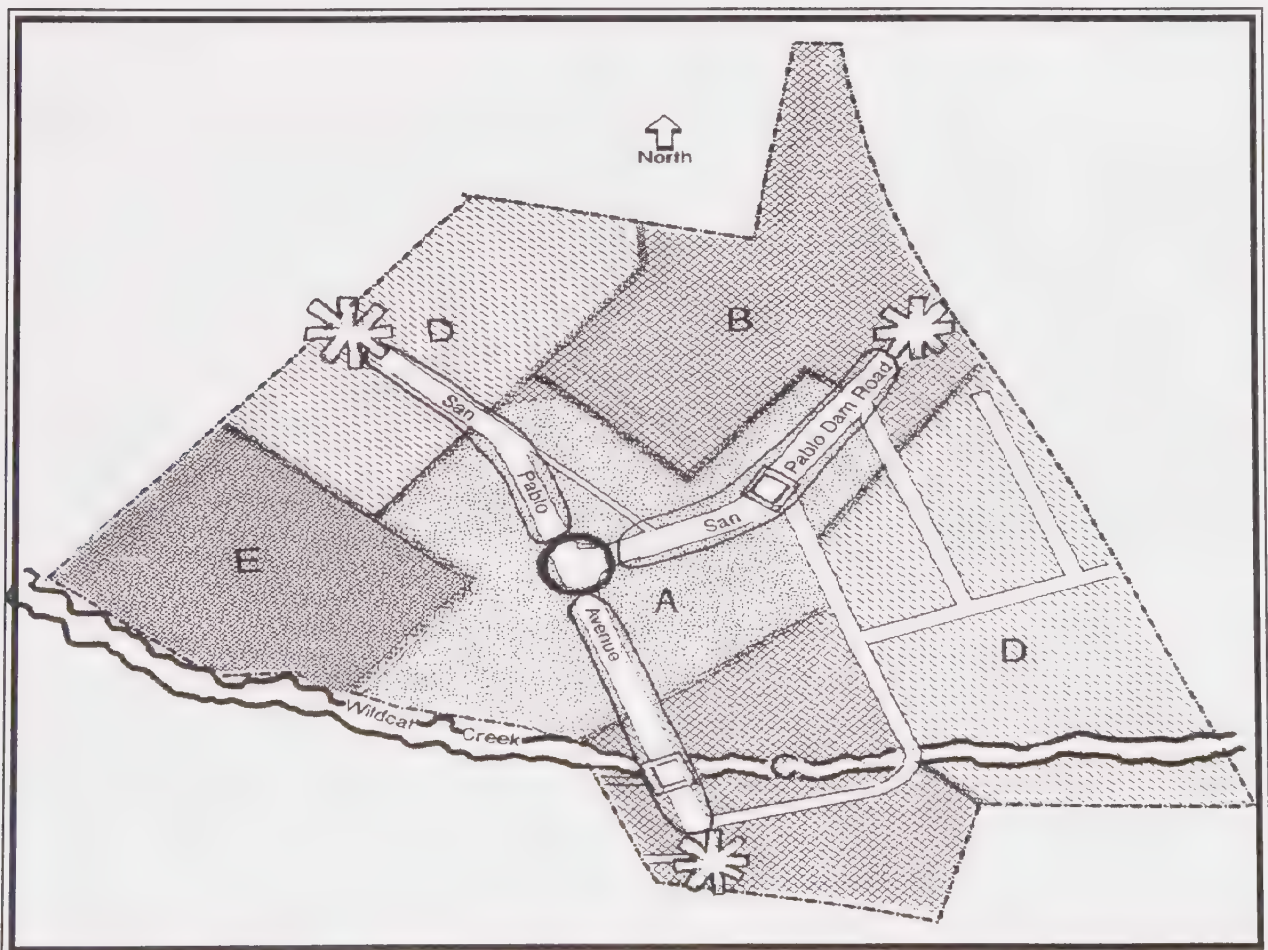 North
D
B
San
Pablo
San
Pablo Dam Road
E
A
Avenue
D
Wildcat
Creek